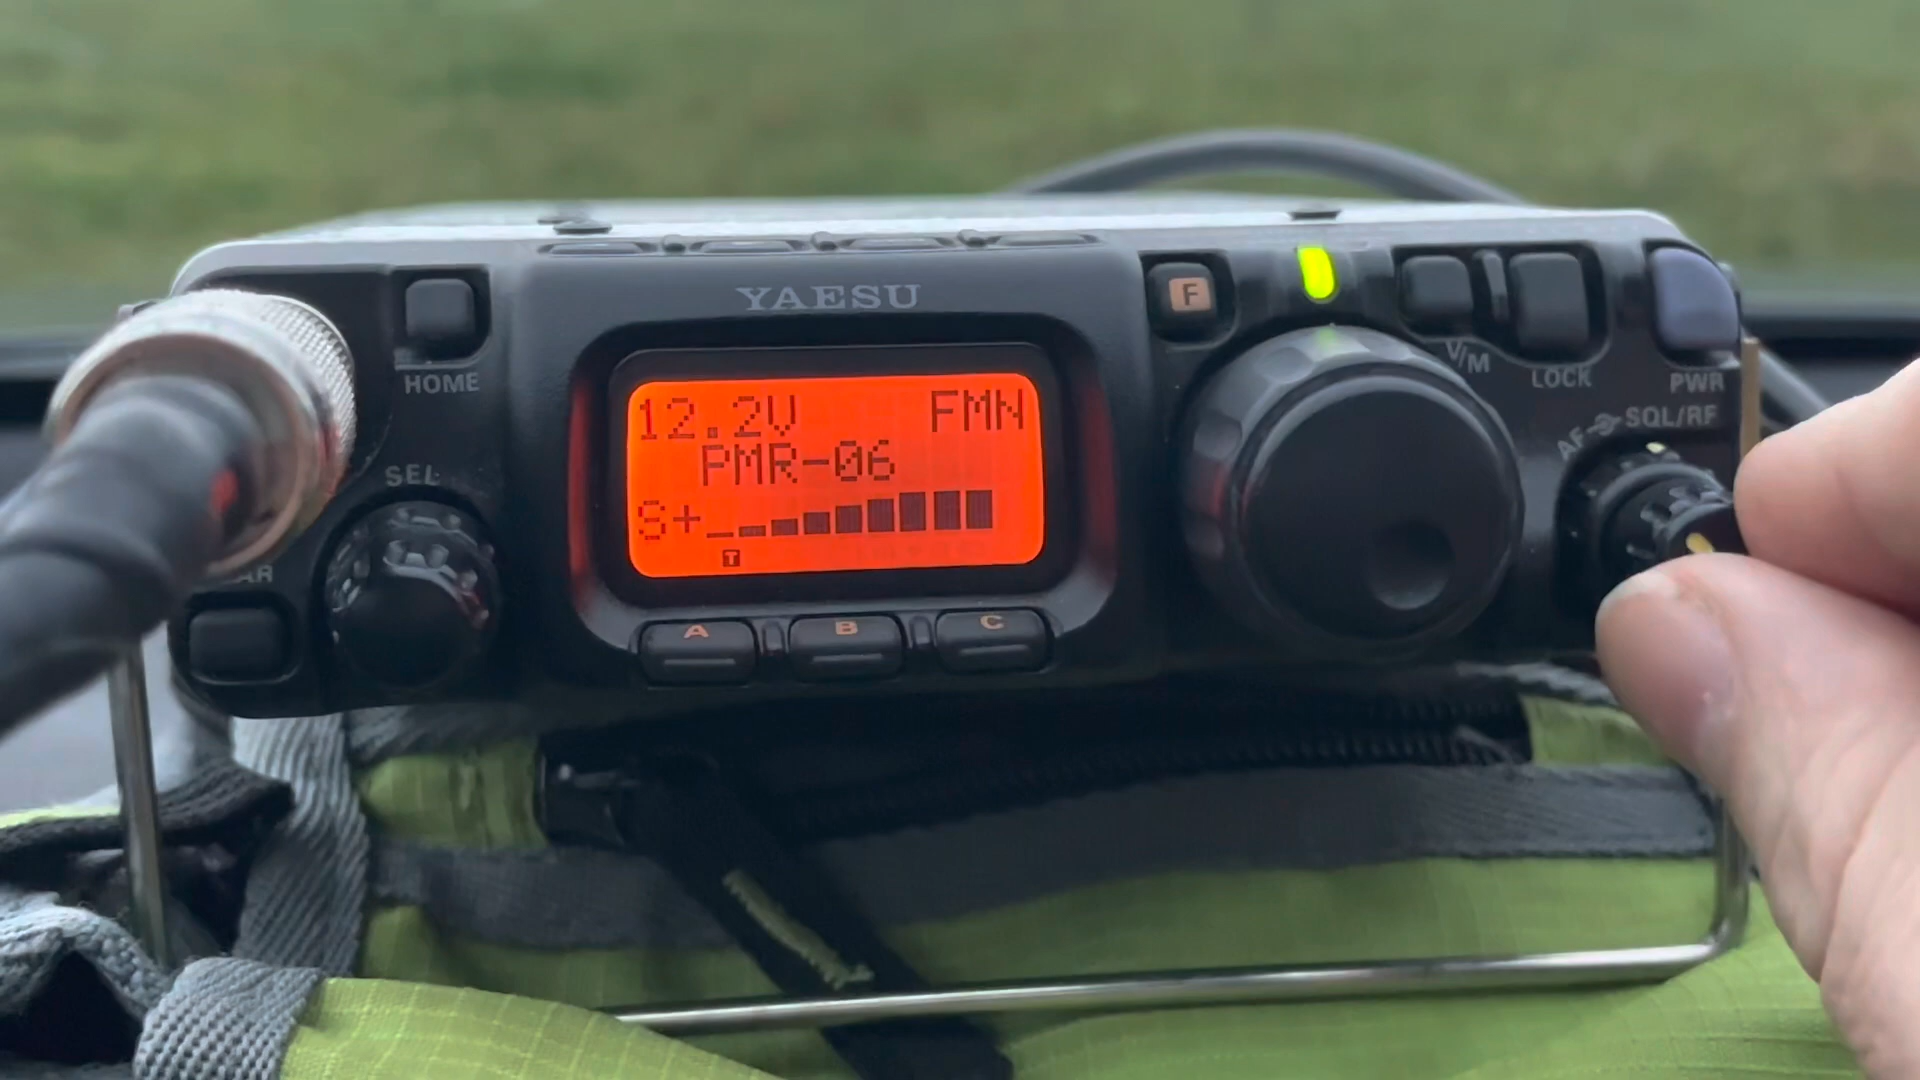 YAESU
F
HOME
V/M
LOCK
PWR
AF
SQL/RF
12.2V FMN
PMR-06
SEL
S+
T
A B C